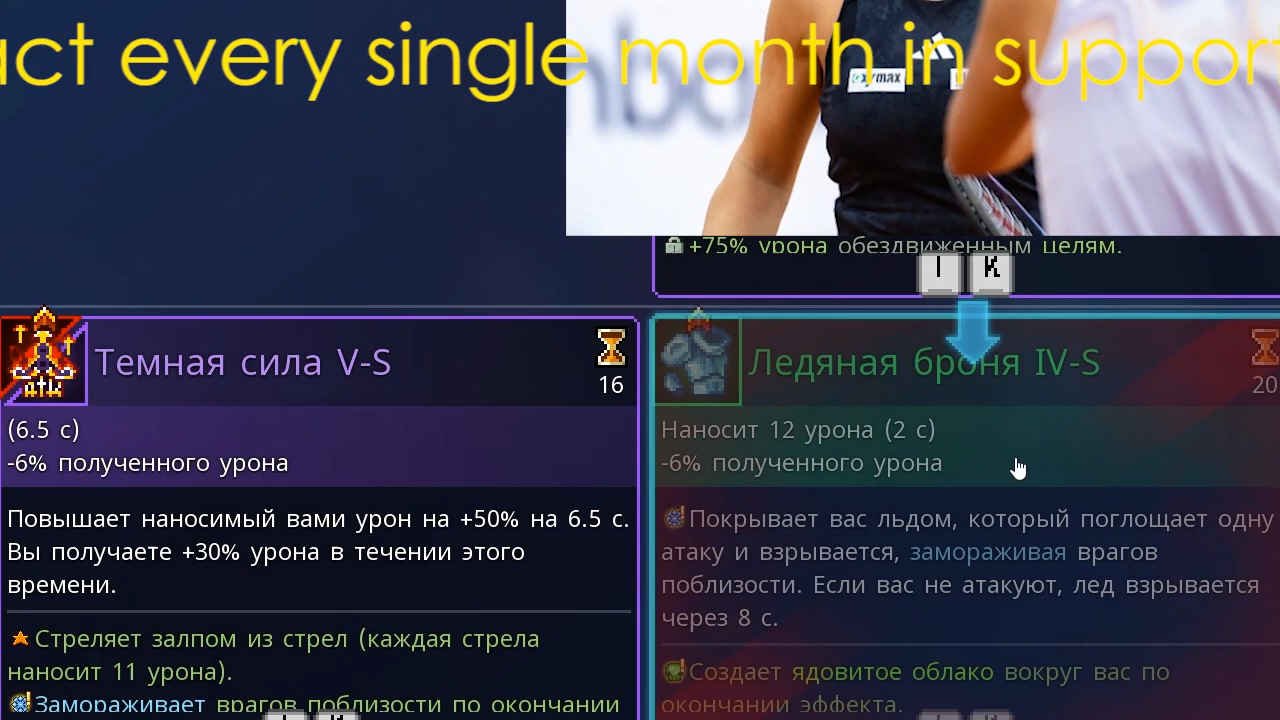 act every single month in support
oxymax
+75% урона обездвиженным целям.
I K
Темная сила V-S
16
(6.5 с)
-6% полученного урона
Повышает наносимый вами урон на +50% на 6.5 с.
Вы получаете +30% урона в течении этого
времени.
Стреляет залпом из стрел (каждая стрела
наносит 11 урона).
Замораживает врагов поблизости по окончании
Ледяная броня IV-S
20
Наносит 12 урона (2 с)
-6% полученного урона
Покрывает вас льдом, который поглощает одну
атаку и взрывается, замораживая врагов
поблизости. Если вас не атакуют, лед взрывается
через 8 с.
Создает ядовитое облако вокруг вас по
окончании эффекта.